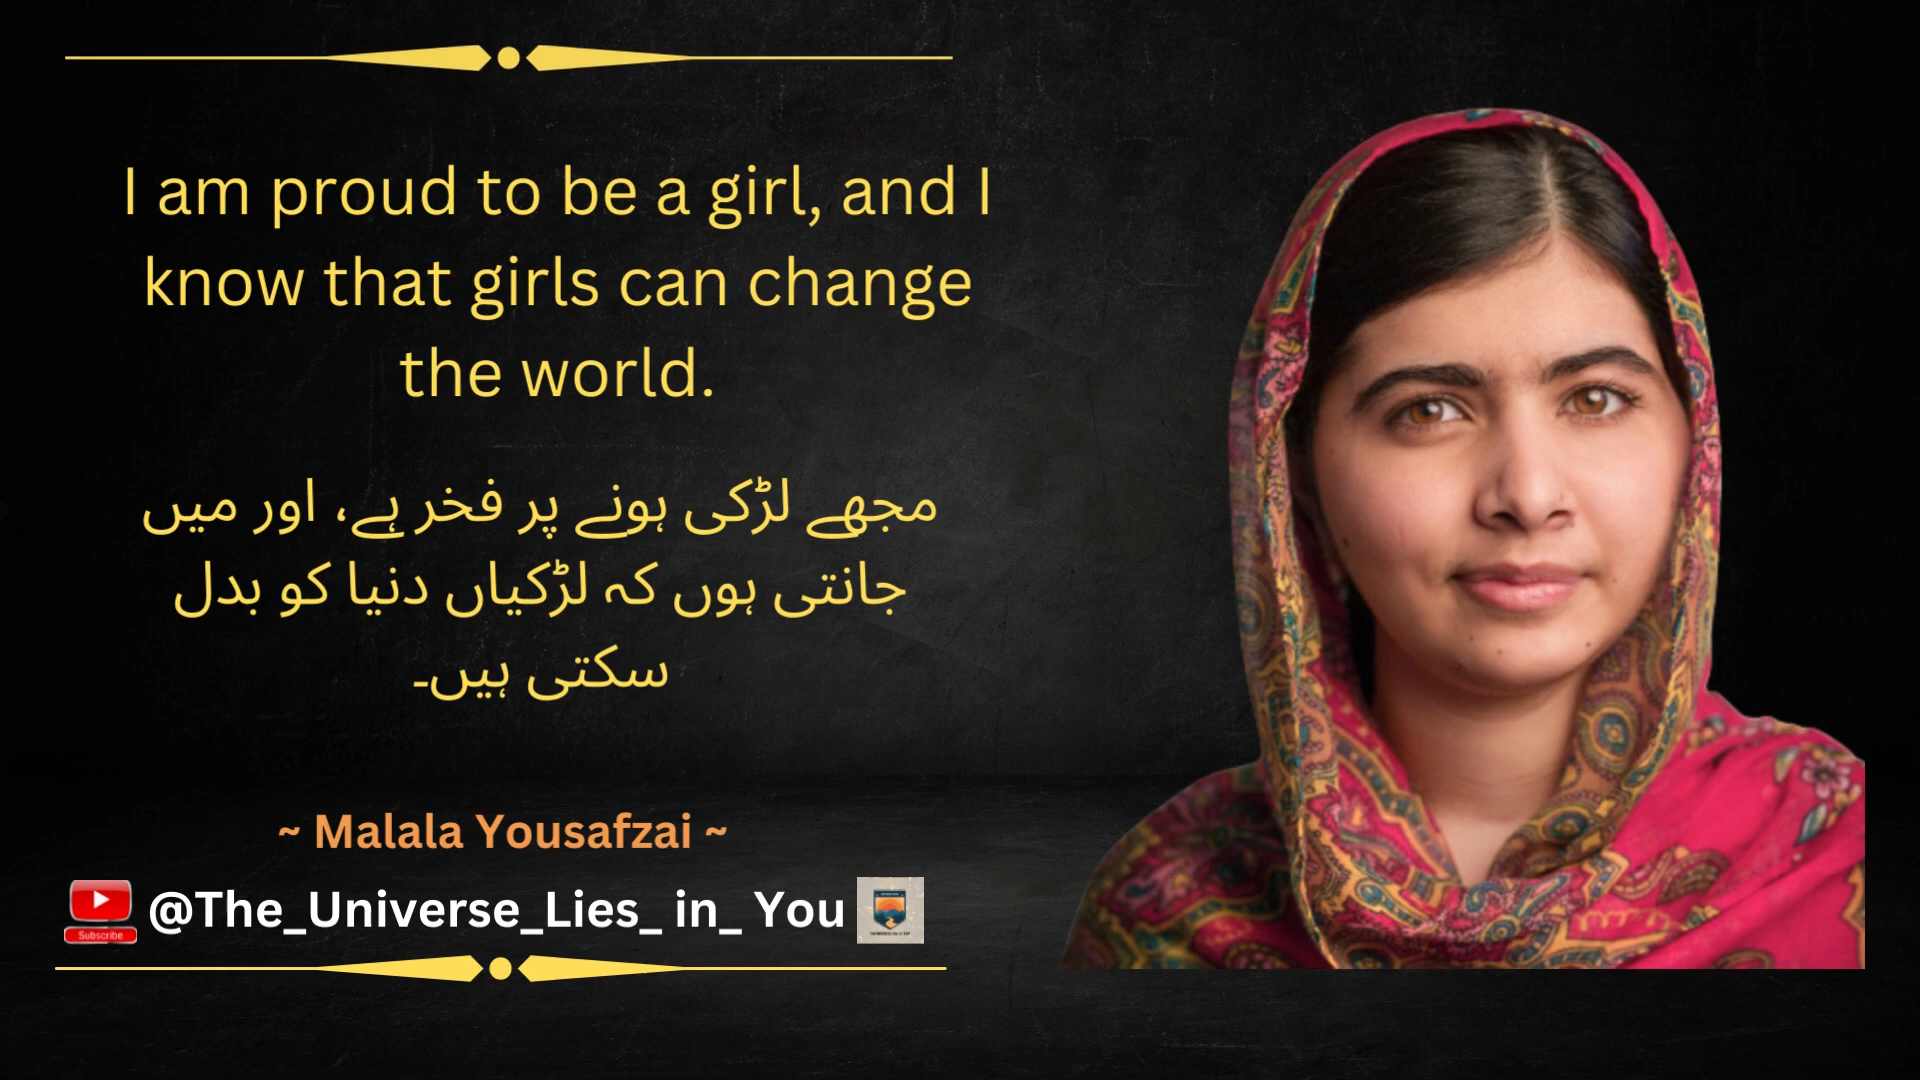 I am proud to be a girl, and I
know that girls can change
the world.
مجھے لڑکی ہونے پر فخر ہے، اور میں
جانتی ہوں کہ لڑکیاں دنیا کو بدل
سکتی ہیں۔
~ Malala Yousafzai ~
@The_Universe_Lies_ in_ You
Subscribe